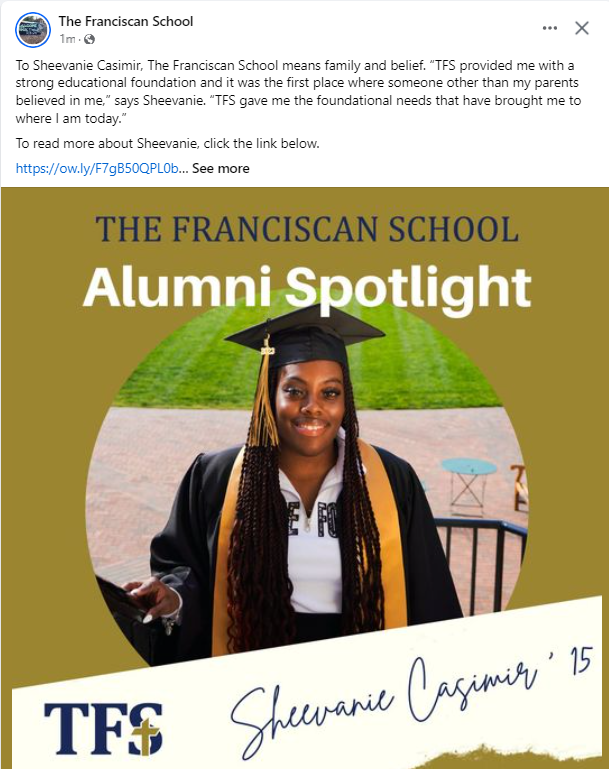 The Franciscan School
1m ·
To Sheevanie Casimir, The Franciscan School means family and belief. “TFS provided me with a
strong educational foundation and it was the first place where someone other than my parents
believed in me,” says Sheevanie. “TFS gave me the foundational needs that have brought me to
where I am today.”
To read more about Sheevanie, click the link below.
https://ow.ly/F7gB50QPL0b... See more
THE FRANCISCAN SCHOOL
Alumni Spotlight
E FO
TFS
Sheevanie Casimir ' 15